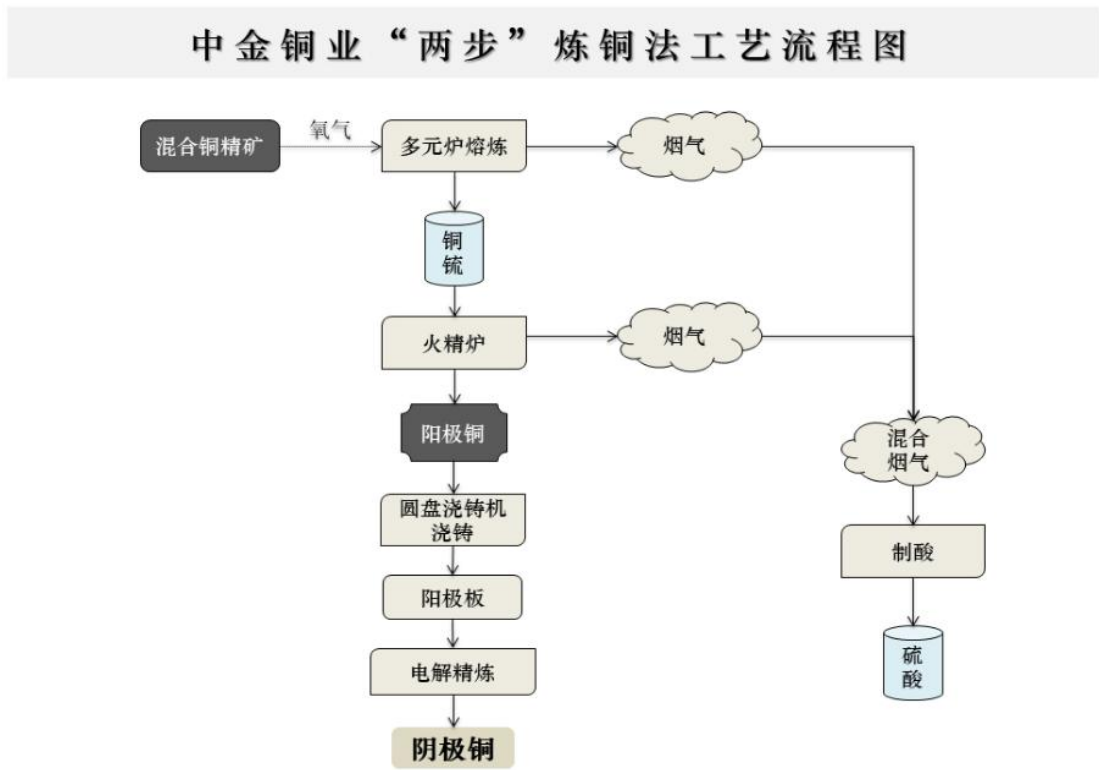 中金铜业“两步”炼铜法工艺流程图
混合铜精矿
氧气
多元炉熔炼
烟气
铜
锍
火精炉
烟气
阳极铜
混合
烟气
圆盘浇铸机
浇铸
制酸
阳极板
硫
酸
电解精炼
阴极铜